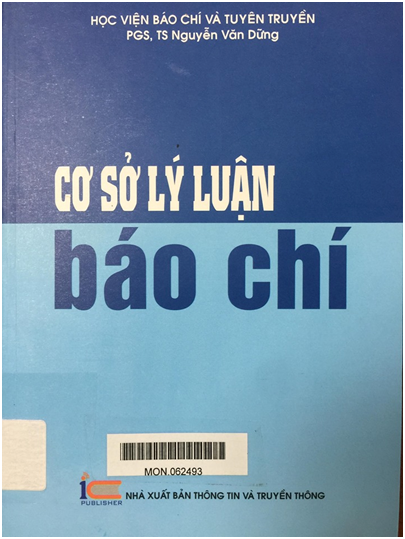 HỌC VIỆN BÁO CHÍ VÀ TUYÊN TRUYỀN
PGS, TS Nguyễn Văn Dững
CƠ SỞ LÝ LUẬN
báo chí
MON.062493
ic
PUBLISHER
NHÀ XUẤT BẢN THÔNG TIN VÀ TRUYỀN THÔNG